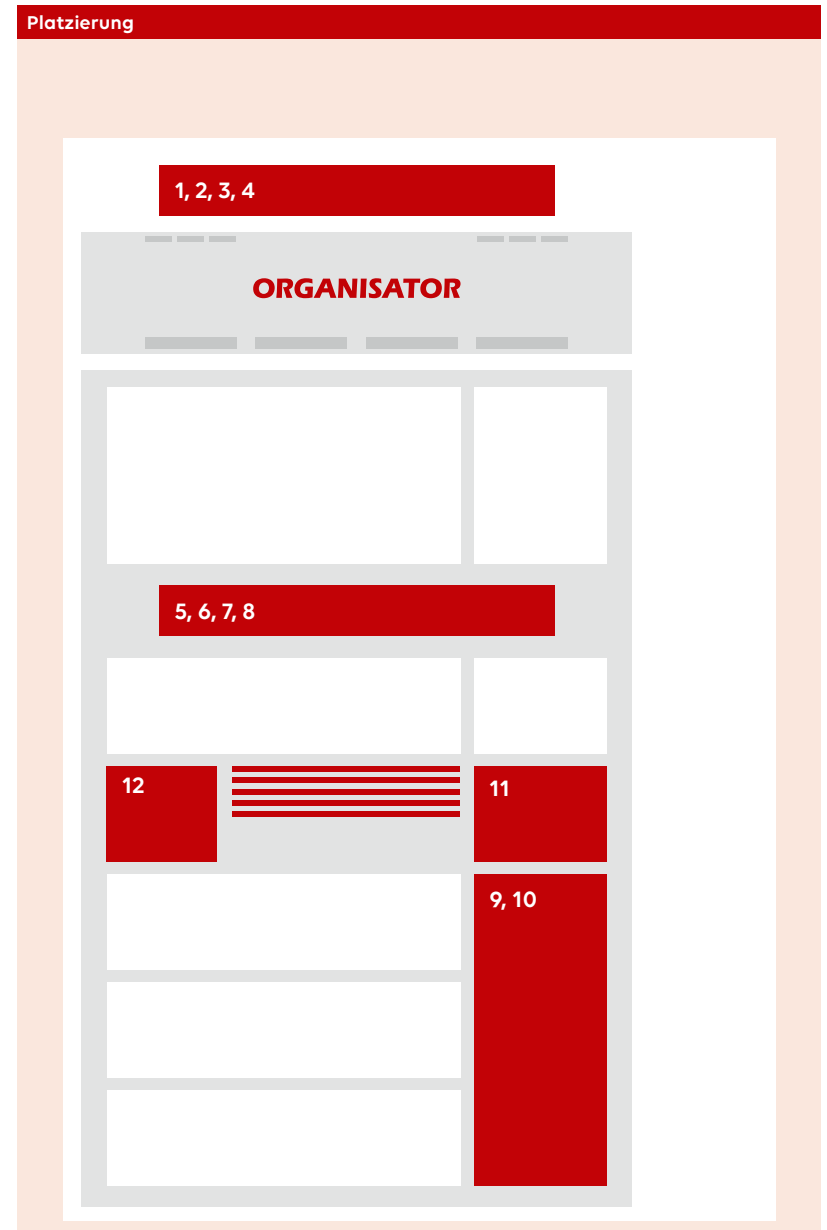 Platzierung
1, 2, 3, 4
ORGANISATOR
5, 6, 7, 8
12
11
9, 10